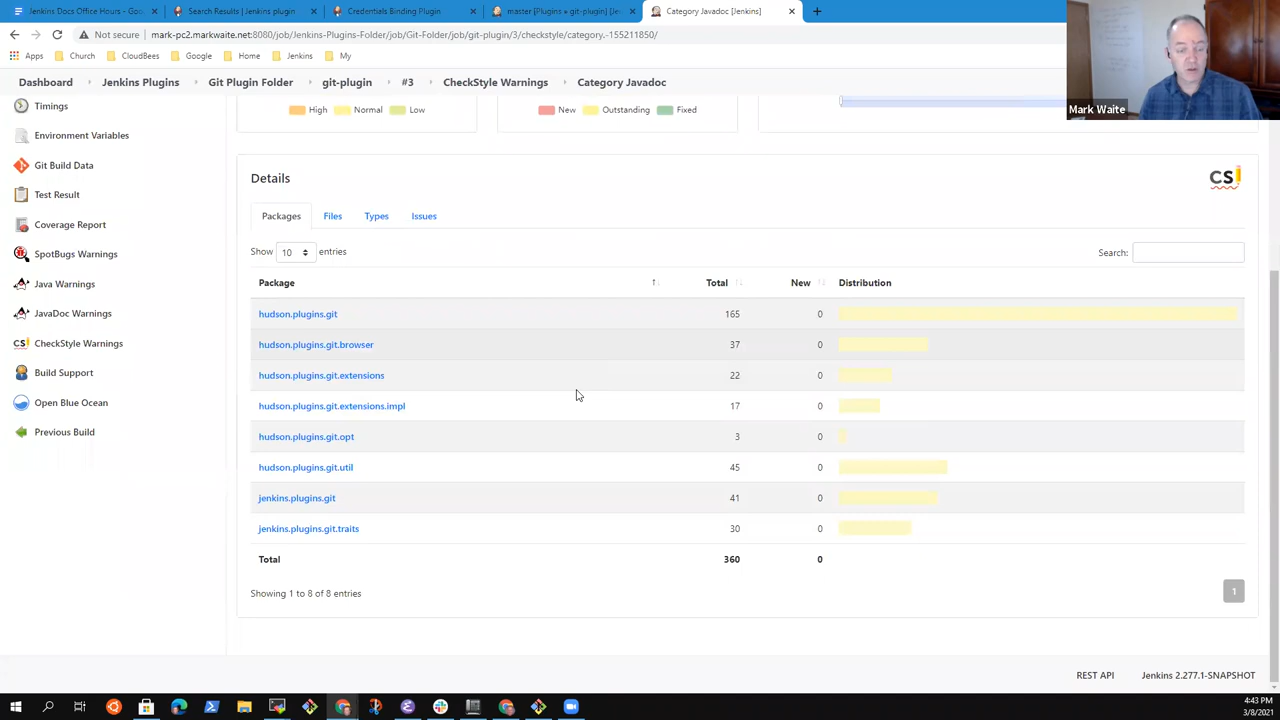 Jenkins Docs Office Hours - Goo
Search Results | Jenkins plugin
Credentials Binding Plugin
master [Plugins + git-plugin] [Jen
Category Javadoc [Jenkins]
Not secure
mark-pc2.markwaite.net:8080/job/Jenkins-Plugins-Folder/job/Git-Folder/job/git-plugin/3/checkstyle/category.-155211850/
Apps
Church
CloudBees
Google
Home
Jenkins
My
Dashboard
Jenkins Plugins
Git Plugin Folder
git-plugin
#3
CheckStyle Warnings
Category Javadoc
Mark Waite
Timings
Environment Variables
Git Build Data
Test Result
Coverage Report
SpotBugs Warnings
Java Warnings
JavaDoc Warnings
CS
CheckStyle Warnings
Build Support
Open Blue Ocean
Previous Build
High
Normal
Low
New
Outstanding
Fixed
Details
CS
Packages
Files
Types
Issues
Show 10 entries
Search:
Package Total New Distribution
hudson.plugins.git 165 0
hudson.plugins.git.browser 37 0
hudson.plugins.git.extensions 22 0
hudson.plugins.git.extensions.impl 17 0
hudson.plugins.git.opt 3 0
hudson.plugins.git.util 45 0
jenkins.plugins.git 41 0
jenkins.plugins.git.traits 30 0
Total 360 0
Showing 1 to 8 of 8 entries
1
REST API
Jenkins 2.277.1-SNAPSHOT
4:43 PM
3/8/2021